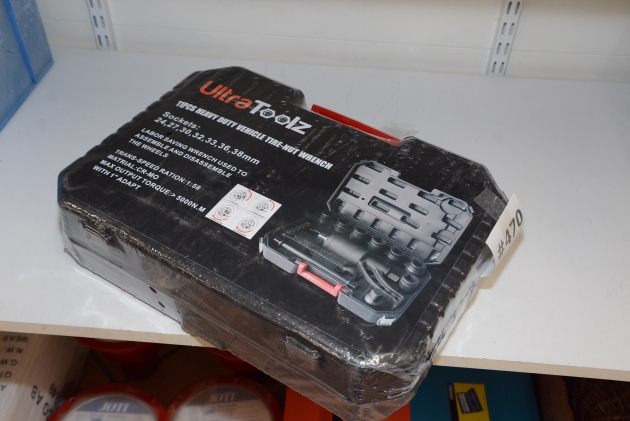 UltraToolz
11PCS HEAVY DUTY VEHICLE TIRE-NUT WRENCH
Sockets:
24,27,30,32,33,36,38mm
LABOR SAVING WRENCH USED TO
ASSEMBLE AND DISASSEMBLE
THE WHEELS
TRANS-SPEED RATION:1:58
MATRIAL:CR-MO
MAX OUTPUT TORQUE:> 5000N.M
WITH 1" ADAPT.
#470
MEAS
N.W.
G.W.